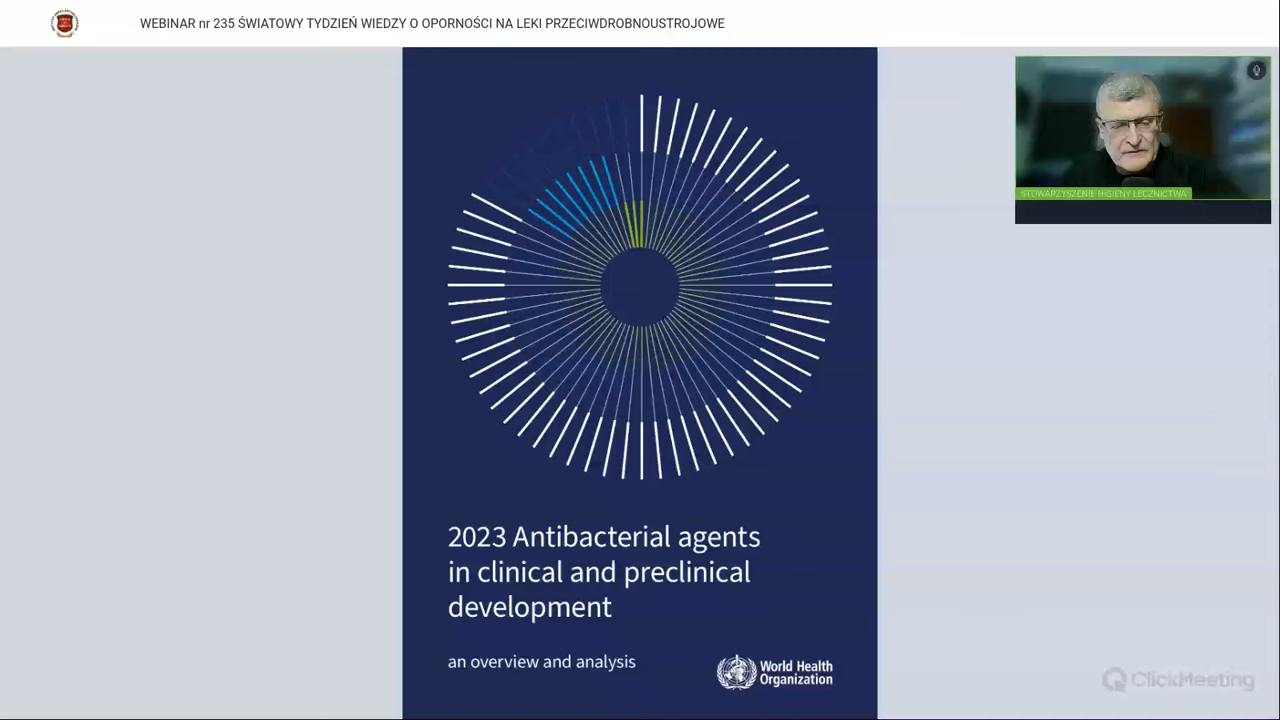 WEBINAR nr 235 ŚWIATOWY TYDZIEŃ WIEDZY O OPORNOŚCI NA LEKI PRZECIWDROBNOUSTROJOWE
STOWARZYSZENIE HIGIENY LECZNICTWA
2023 Antibacterial agents
in clinical and preclinical
development
an overview and analysis
World Health
Organization
ClickMeeting